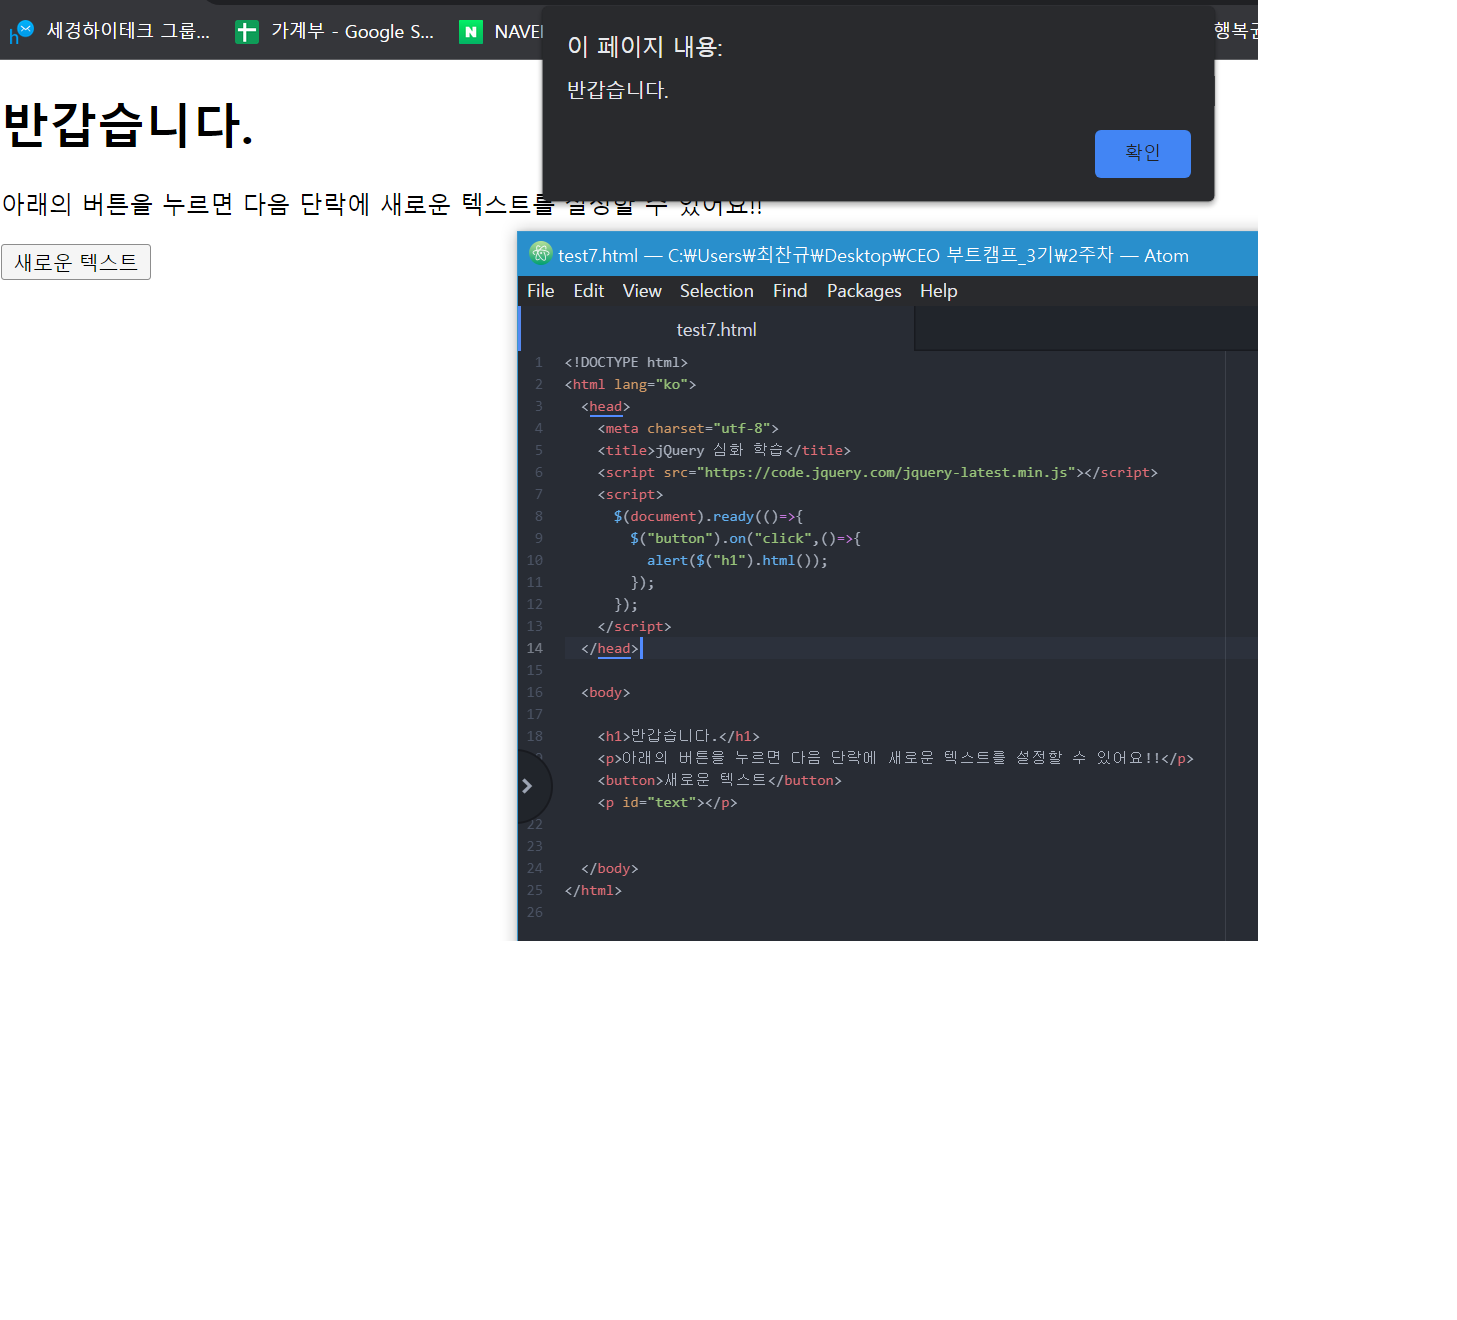 세경하이테크 그룹... 가계부 - Google S... NAVE
이 페이지 내용:
반갑습니다.
확인
반갑습니다.
아래의 버튼을 누르면 다음 단락에 새로운 텍스트를 설정할 수 있어요!!
새로운 텍스트
test7.html — C:₩Users₩최찬규₩Desktop₩CEO 부트캠프_3기₩2주차 — Atom
File Edit View Selection Find Packages Help
test7.html
1 <!DOCTYPE html>
2 <html lang="ko">
3 <head>
4 <meta charset="utf-8">
5 <title>jQuery 심화 학습</title>
6 <script src="https://code.jquery.com/jquery-latest.min.js"></script>
7 <script>
8 $(document).ready(()=>{
9 $("button").on("click",()=>{
10 alert($("h1").html());
11 });
12 });
13 </script>
14 </head>
15
16 <body>
17
18 <h1>반갑습니다.</h1>
<p>아래의 버튼을 누르면 다음 단락에 새로운 텍스트를 설정할 수 있어요!!</p>
<button>새로운 텍스트</button>
<p id="text"></p>
22
23
24 </body>
25 </html>
26